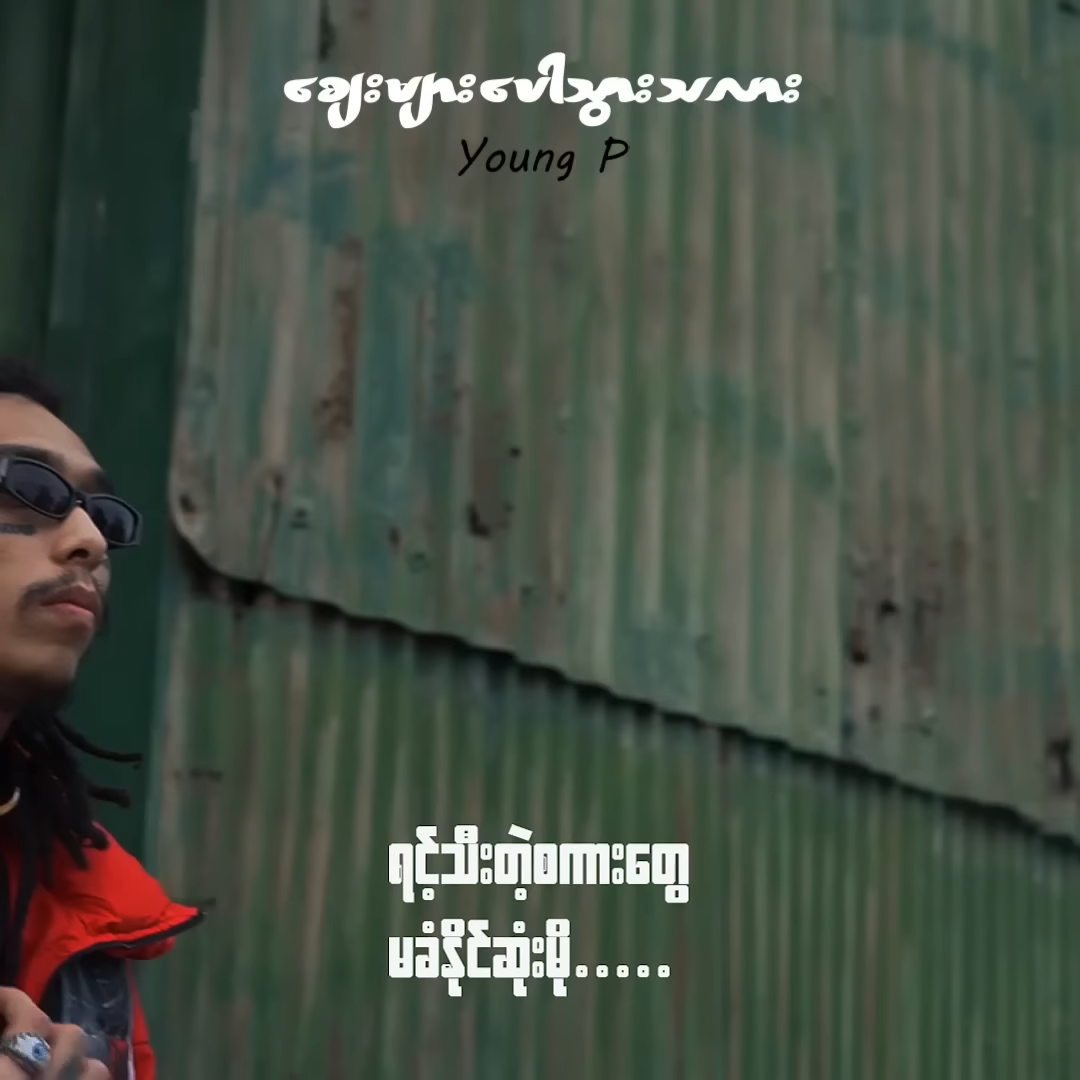 ချေးများပေါသွားသလား
Young P
ရင့်သီးတဲ့စကားတွေ
မခံနိုင်ဆုံးမို.....